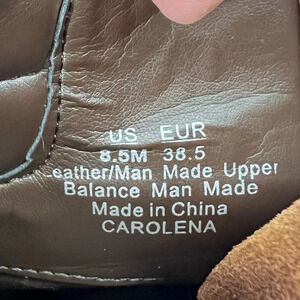 US EUR
8.5M 38.5
eather/Man Made Upper
Balance Man Made
Made in China
CAROLENA